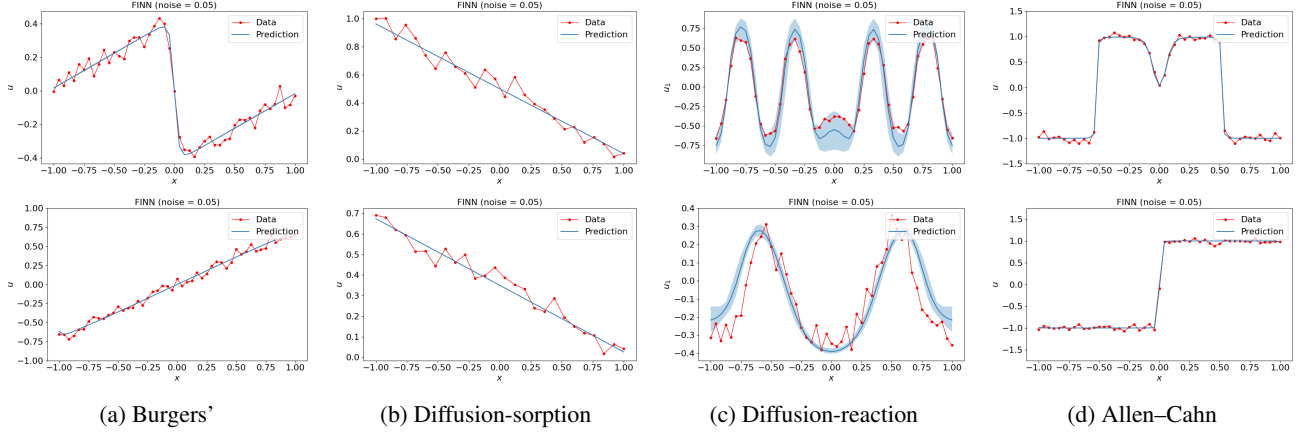 FINN (noise = 0.05)
Data
Prediction
0.4
0.2
0.0
−0.2
−0.4
u
−1.00 −0.75 −0.50 −0.25 0.00 0.25 0.50 0.75 1.00
x
FINN (noise = 0.05)
Data
Prediction
1.0
0.8
0.6
0.4
0.2
0.0
u
−1.00 −0.75 −0.50 −0.25 0.00 0.25 0.50 0.75 1.00
x
FINN (noise = 0.05)
Data
Prediction
0.75
0.50
0.25
0.00
−0.25
−0.50
−0.75
u₁
−1.00 −0.75 −0.50 −0.25 0.00 0.25 0.50 0.75 1.00
x
FINN (noise = 0.05)
Data
Prediction
1.5
1.0
0.5
0.0
−0.5
−1.0
−1.5
u
−1.00 −0.75 −0.50 −0.25 0.00 0.25 0.50 0.75 1.00
x
FINN (noise = 0.05)
Data
Prediction
1.00
0.75
0.50
0.25
0.00
−0.25
−0.50
−0.75
−1.00
u
−1.00 −0.75 −0.50 −0.25 0.00 0.25 0.50 0.75 1.00
x
FINN (noise = 0.05)
Data
Prediction
0.7
0.6
0.5
0.4
0.3
0.2
0.1
0.0
u
−1.00 −0.75 −0.50 −0.25 0.00 0.25 0.50 0.75 1.00
x
FINN (noise = 0.05)
Data
Prediction
0.4
0.3
0.2
0.1
0.0
−0.1
−0.2
−0.3
−0.4
u₁
−1.00 −0.75 −0.50 −0.25 0.00 0.25 0.50 0.75 1.00
x
FINN (noise = 0.05)
Data
Prediction
1.5
1.0
0.5
0.0
−0.5
−1.0
−1.5
u
−1.00 −0.75 −0.50 −0.25 0.00 0.25 0.50 0.75 1.00
x
(a) Burgers’
(b) Diffusion-sorption
(c) Diffusion-reaction
(d) Allen–Cahn